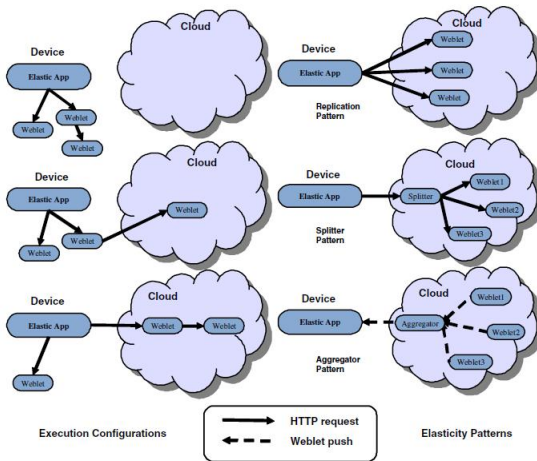 Cloud
Device
Elastic App
Weblet
Weblet
Weblet
Cloud
Device
Elastic App
Weblet
Weblet
Weblet
Replication
Pattern
Device
Elastic App
Weblet
Weblet
Cloud
Weblet
Device
Elastic App
Splitter
Pattern
Cloud
Splitter
Weblet1
Weblet2
Weblet3
Device
Elastic App
Weblet
Cloud
Weblet
Weblet
Device
Elastic App
Aggregator
Pattern
Cloud
Aggregator
Weblet1
Weblet2
Weblet3
Execution Configurations
HTTP request
Weblet push
Elasticity Patterns